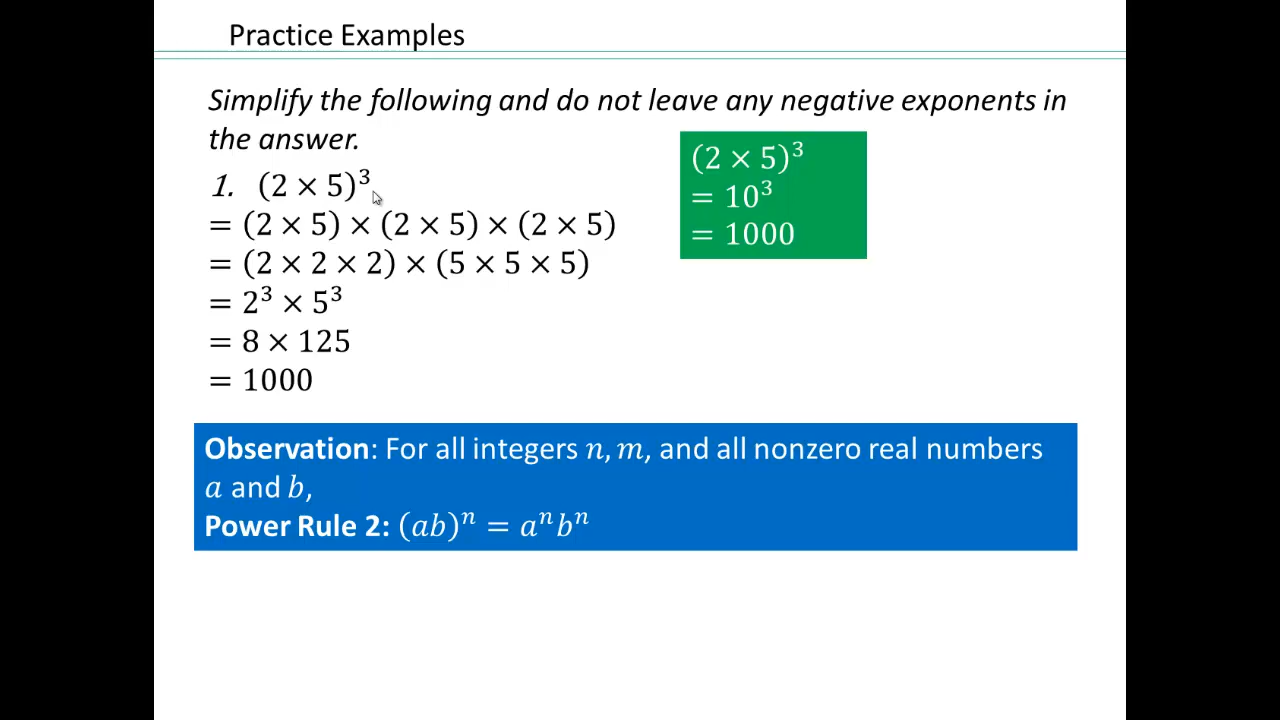 Practice Examples
Simplify the following and do not leave any negative exponents in
the answer.
1. (2 × 5)³
= (2 × 5) × (2 × 5) × (2 × 5)
= (2 × 2 × 2) × (5 × 5 × 5)
= 2³ × 5³
= 8 × 125
= 1000
(2 × 5)³
= 10³
= 1000
Observation: For all integers n, m, and all nonzero real numbers
a and b,
Power Rule 2: (ab)ⁿ = aⁿbⁿ